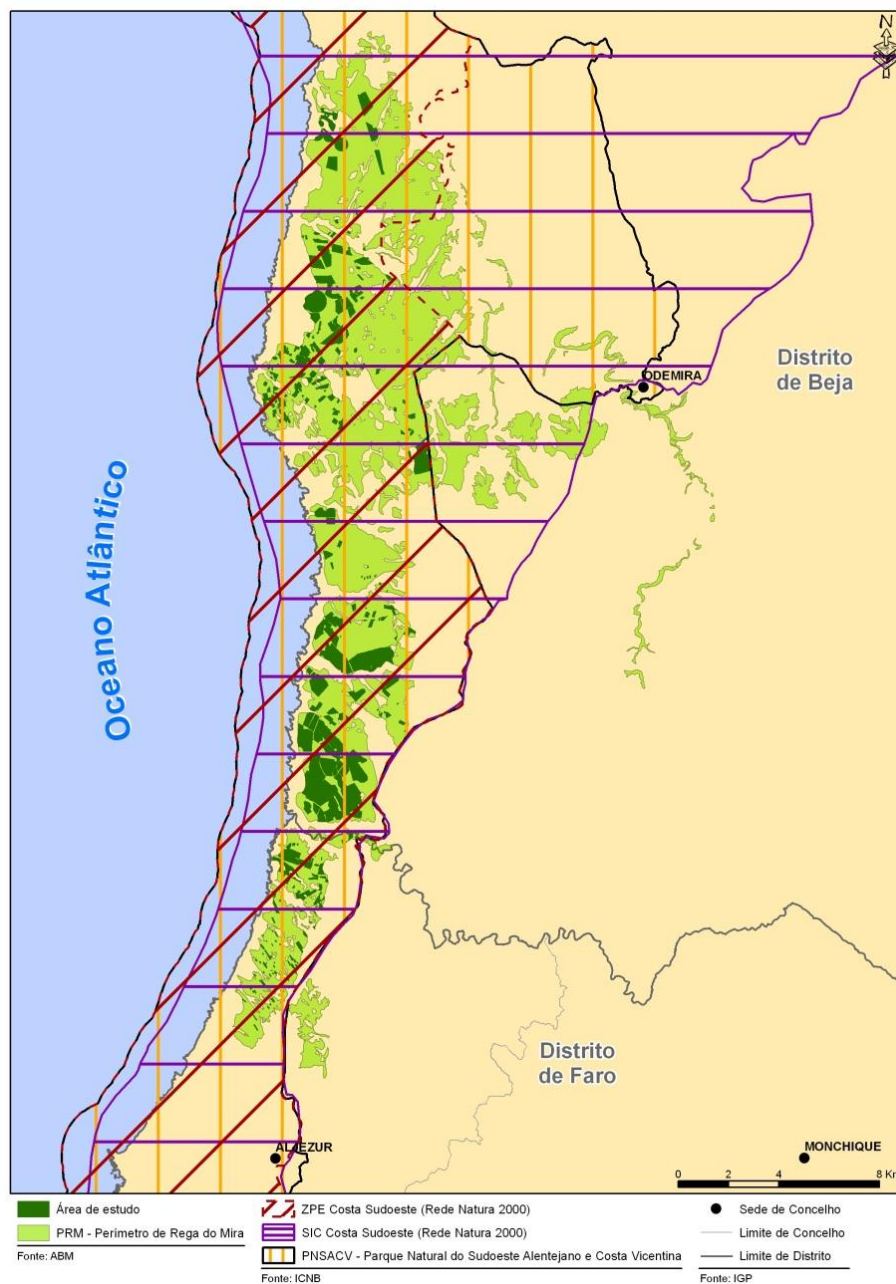 N
Distrito
de Beja
ODEMIRA
Oceano Atlântico
Distrito
de Faro
ALJEZUR
MONCHIQUE
0 2 4 8 Km
Área de estudo
PRM - Perímetro de Rega do Mira
Fonte: ABM
ZPE Costa Sudoeste (Rede Natura 2000)
SIC Costa Sudoeste (Rede Natura 2000)
PNSACV - Parque Natural do Sudoeste Alentejano e Costa Vicentina
Fonte: ICNB
Sede de Concelho
Limite de Concelho
Limite de Distrito
Fonte: IGP